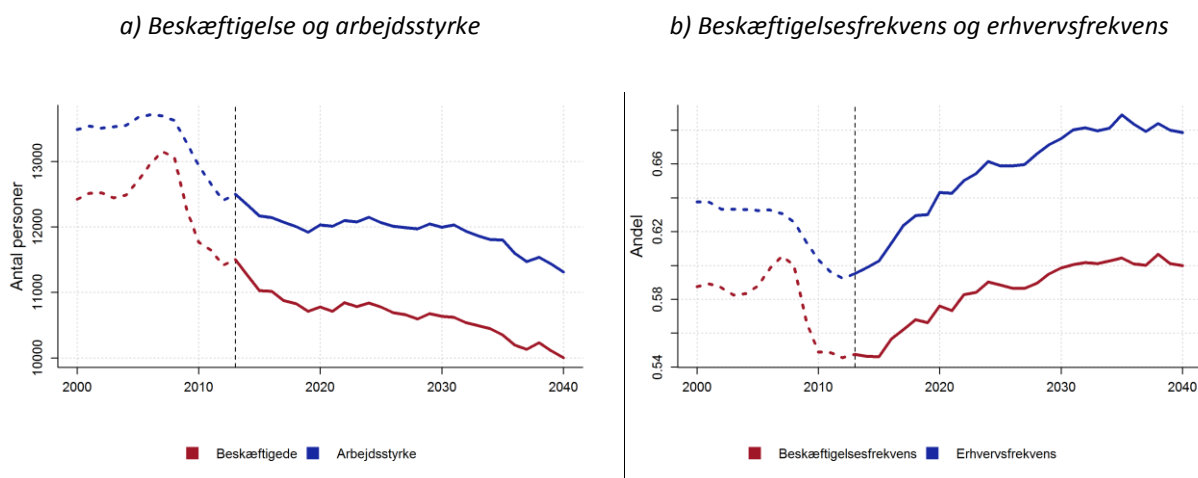 a) Beskæftigelse og arbejdsstyrke
Antal personer
13000
12000
11000
10000
2000
2010
2020
2030
2040
Beskæftigede
Arbejdsstyrke
b) Beskæftigelsesfrekvens og erhvervsfrekvens
Andel
0.66
0.62
0.58
0.54
2000
2010
2020
2030
2040
Beskæftigelsesfrekvens
Erhvervsfrekvens